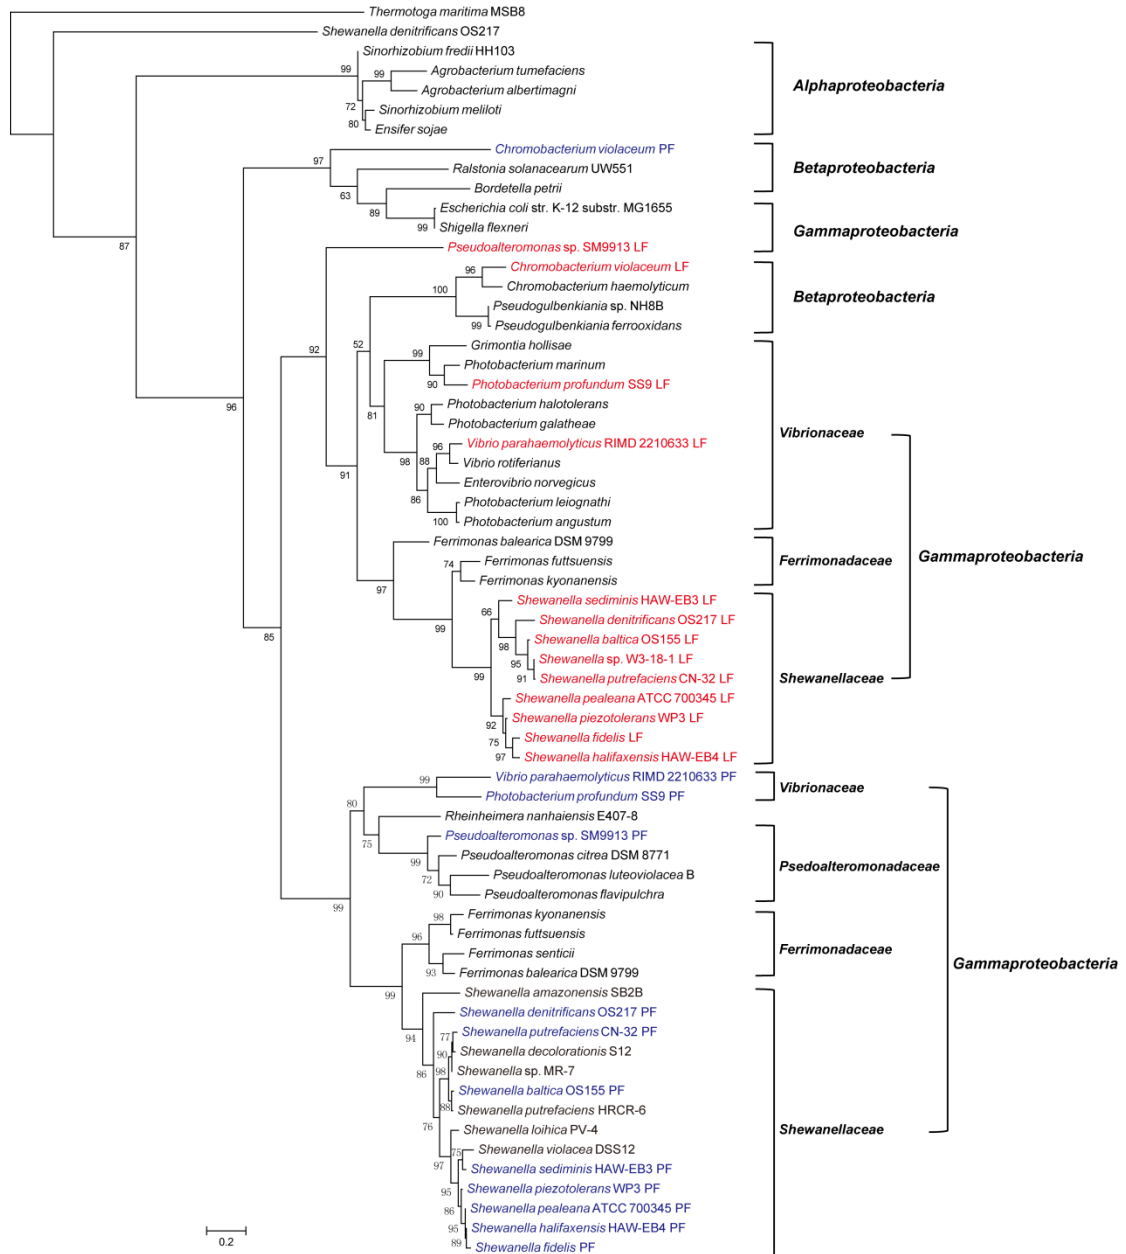 Thermotoga maritima MSB8
Shewanella denitrificans OS217
Sinorhizobium fredii HH103
99
99
Agrobacterium tumefaciens
Alphaproteobacteria
Agrobacterium albertimagni
72
Sinorhizobium meliloti
80
Ensifer sojae
Chromobacterium violaceum PF
97
Ralstonia solanacearum UW551
Betaproteobacteria
63
Bordetella petrii
89
Escherichia coli str. K-12 substr. MG1655
99
Shigella flexneri
Gammaproteobacteria
87
Pseudoalteromonas sp. SM9913 LF
96
Chromobacterium violaceum LF
100
Chromobacterium haemolyticum
Betaproteobacteria
Pseudogulbenkiania sp. NH8B
99
Pseudogulbenkiania ferrooxidans
52
92
Grimontia hollisae
99
Photobacterium marinum
90
Photobacterium profundum SS9 LF
96
81
90
Photobacterium halotolerans
Photobacterium galatheae
Vibrionaceae
96
Vibrio parahaemolyticus RIMD 2210633 LF
98
88
Vibrio rotiferianus
91
Enterovibrio norvegicus
86
Photobacterium leiognathi
100
Photobacterium angustum
Ferrimonas balearica DSM 9799
74
Ferrimonas futtsuensis
Ferrimonadaceae
Gammaproteobacteria
97
Ferrimonas kyonanensis
Shewanella sediminis HAW-EB3 LF
66
99
Shewanella denitrificans OS217 LF
85
98
Shewanella baltica OS155 LF
95
Shewanella sp. W3-18-1 LF
99
91
Shewanella putrefaciens CN-32 LF
Shewanellaceae
Shewanella pealeana ATCC 700345 LF
92
Shewanella piezotolerans WP3 LF
75
Shewanella fidelis LF
97
Shewanella halifaxensis HAW-EB4 LF
99
Vibrio parahaemolyticus RIMD 2210633 PF
Vibrionaceae
80
Photobacterium profundum SS9 PF
Rheinheimera nanhaiensis E407-8
75
Pseudoalteromonas sp. SM9913 PF
99
Pseudoalteromonas citrea DSM 8771
Psedoalteromonadaceae
72
Pseudoalteromonas luteoviolacea B
90
Pseudoalteromonas flavipulchra
99
98
Ferrimonas kyonanensis
96
Ferrimonas futtsuensis
Ferrimonadaceae
Ferrimonas senticii
93
Ferrimonas balearica DSM 9799
Gammaproteobacteria
99
Shewanella amazonensis SB2B
94
Shewanella denitrificans OS217 PF
77
Shewanella putrefaciens CN-32 PF
90
Shewanella decolorationis S12
86
98
Shewanella sp. MR-7
Shewanella baltica OS155 PF
88
Shewanella putrefaciens HRCR-6
76
Shewanella loihica PV-4
Shewanellaceae
75
Shewanella violacea DSS12
97
Shewanella sediminis HAW-EB3 PF
95
Shewanella piezotolerans WP3 PF
86
Shewanella pealeana ATCC 700345 PF
95
Shewanella halifaxensis HAW-EB4 PF
89
Shewanella fidelis PF
0.2